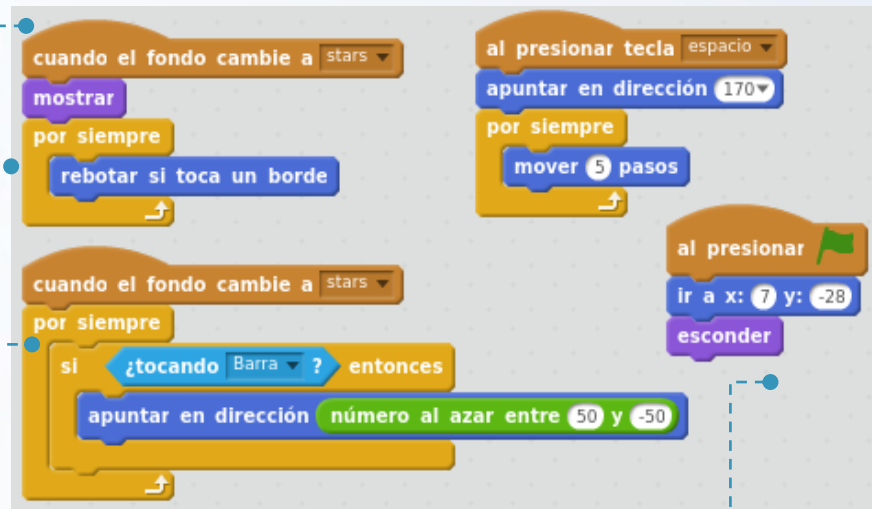 cuando el fondo cambie a stars
mostrar
por siempre
rebotar si toca un borde
al presionar tecla espacio
apuntar en dirección 170
por siempre
mover 5 pasos
al presionar
ir a x: 7 y: -28
esconder
cuando el fondo cambie a stars
por siempre
si ¿tocando Barra ? entonces
apuntar en dirección número al azar entre 50 y -50